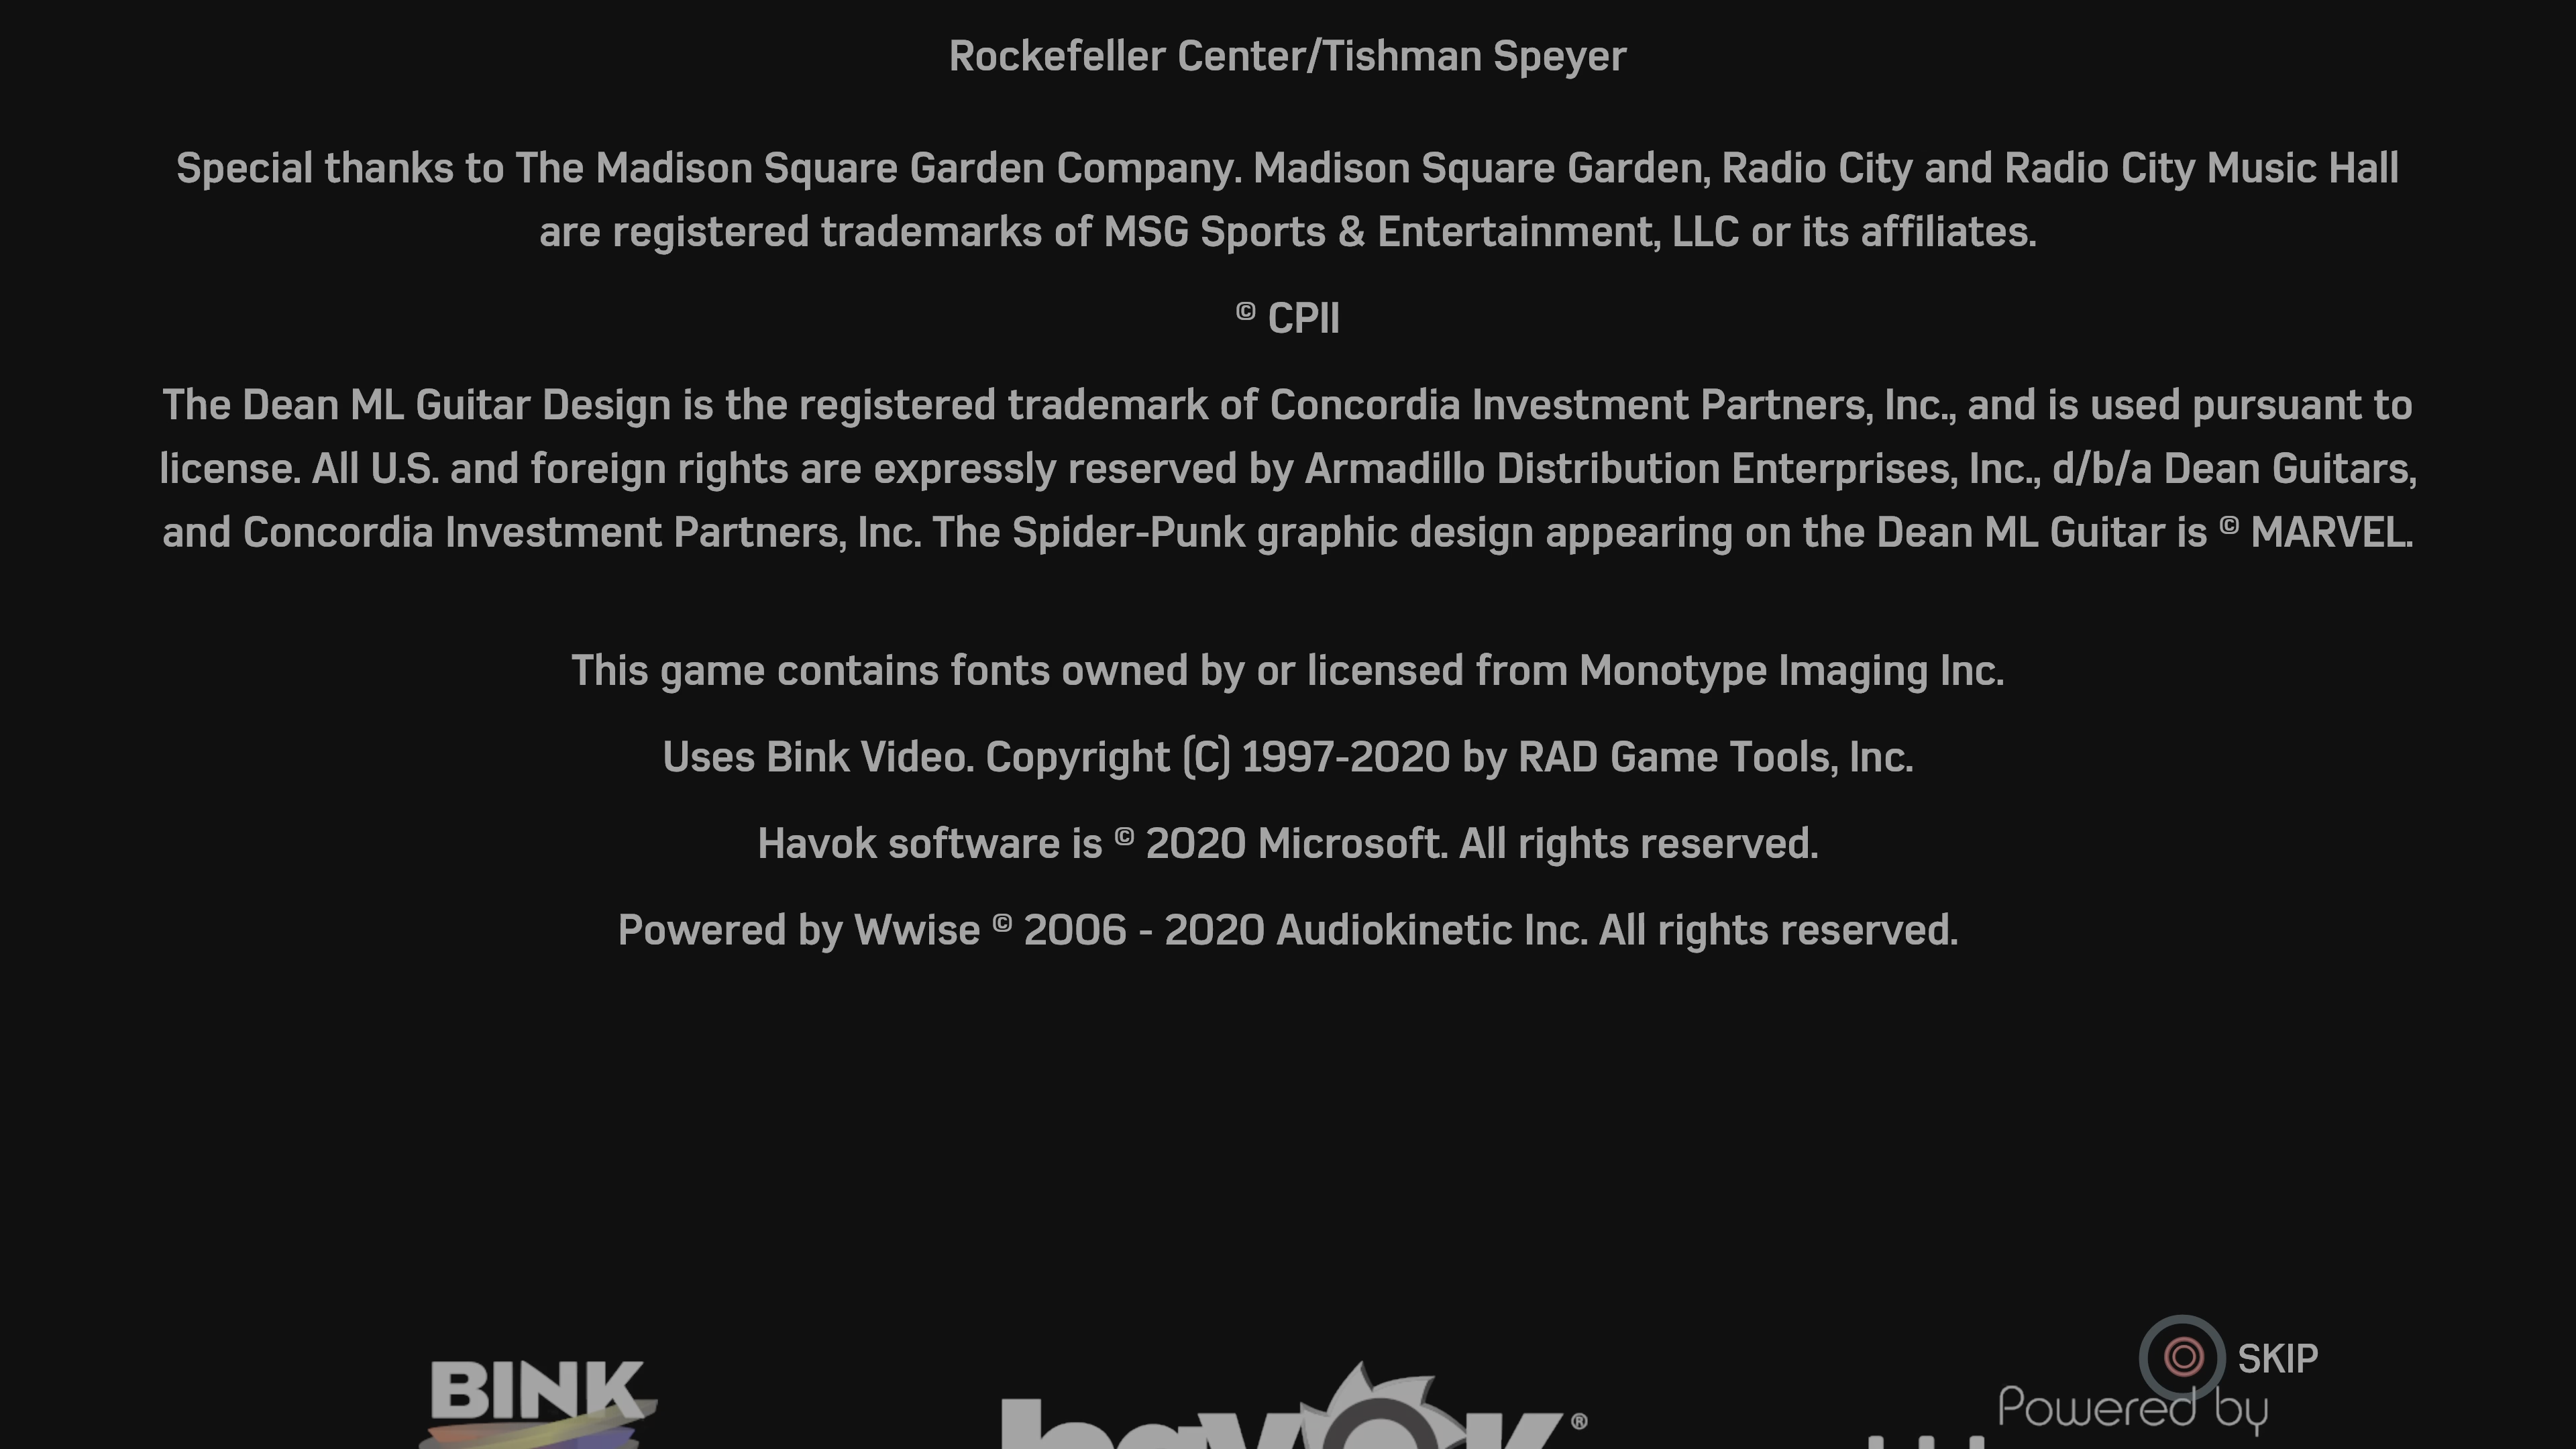 Rockefeller Center/Tishman Speyer
Special thanks to The Madison Square Garden Company. Madison Square Garden, Radio City and Radio City Music Hall
are registered trademarks of MSG Sports & Entertainment, LLC or its affiliates.
© CPII
The Dean ML Guitar Design is the registered trademark of Concordia Investment Partners, Inc., and is used pursuant to
license. All U.S. and foreign rights are expressly reserved by Armadillo Distribution Enterprises, Inc., d/b/a Dean Guitars,
and Concordia Investment Partners, Inc. The Spider-Punk graphic design appearing on the Dean ML Guitar is © MARVEL.
This game contains fonts owned by or licensed from Monotype Imaging Inc.
Uses Bink Video. Copyright (C) 1997-2020 by RAD Game Tools, Inc.
Havok software is © 2020 Microsoft. All rights reserved.
Powered by Wwise © 2006 - 2020 Audiokinetic Inc. All rights reserved.
SKIP
BINK
havok®
Powered by